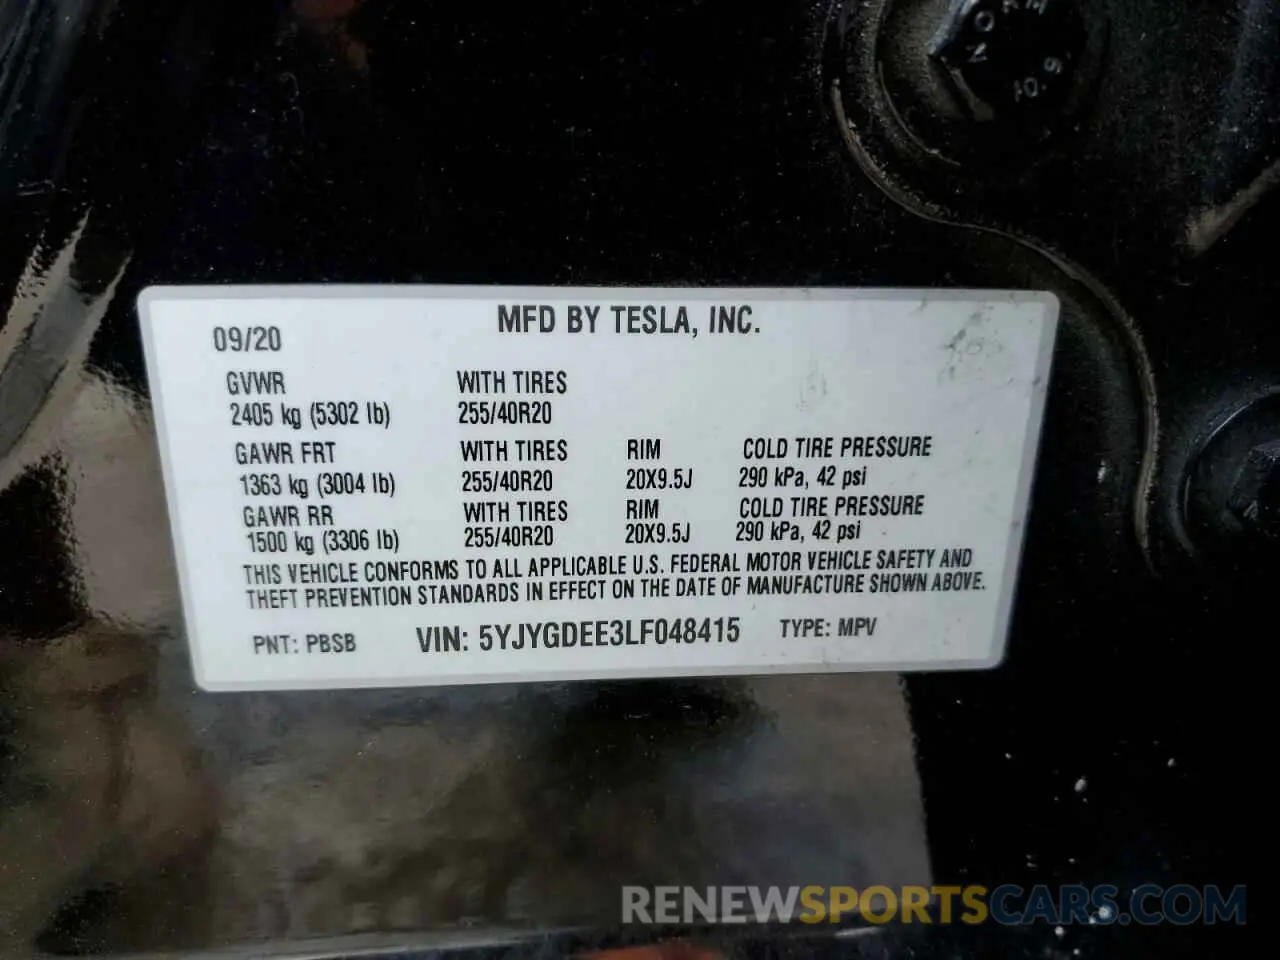 NORM
10.9
09/20
MFD BY TESLA, INC.
GVWR WITH TIRES
2405 kg (5302 lb) 255/40R20
GAWR FRT WITH TIRES RIM COLD TIRE PRESSURE
1363 kg (3004 lb) 255/40R20 20X9.5J 290 kPa, 42 psi
GAWR RR WITH TIRES RIM COLD TIRE PRESSURE
1500 kg (3306 lb) 255/40R20 20X9.5J 290 kPa, 42 psi
THIS VEHICLE CONFORMS TO ALL APPLICABLE U.S. FEDERAL MOTOR VEHICLE SAFETY AND
THEFT PREVENTION STANDARDS IN EFFECT ON THE DATE OF MANUFACTURE SHOWN ABOVE.
PNT: PBSB VIN: 5YJYGDEE3LF048415 TYPE: MPV
RENEWSPORTSCARS.COM